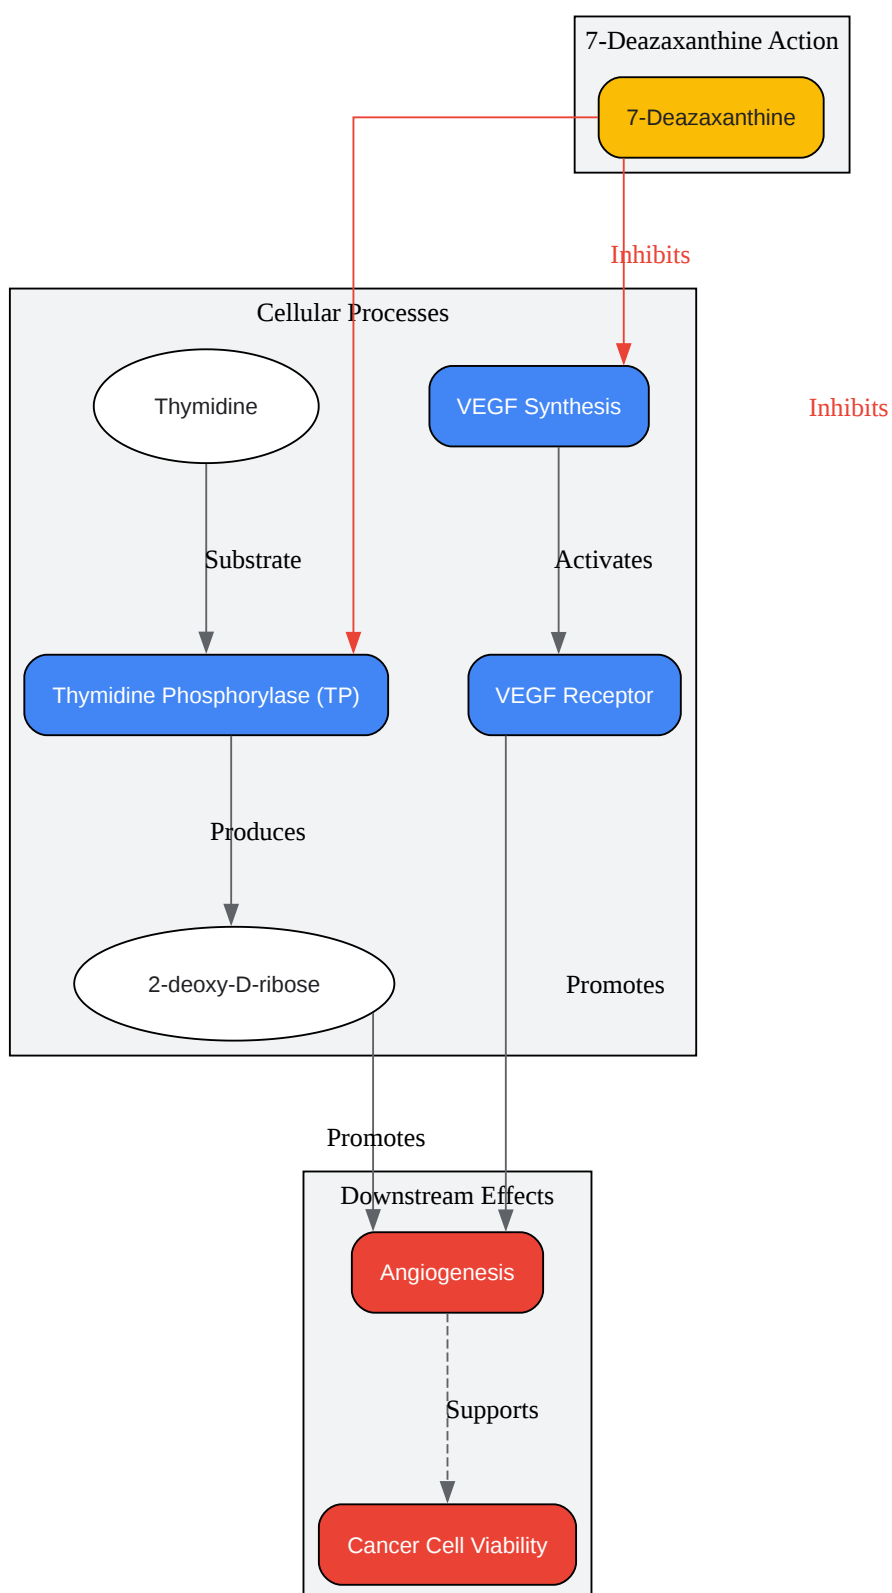 7-Deazaxanthine Action
7-Deazaxanthine
Inhibits
Cellular Processes
Thymidine
VEGF Synthesis
Inhibits
Substrate
Activates
Thymidine Phosphorylase (TP)
VEGF Receptor
Produces
2-deoxy-D-ribose
Promotes
Promotes
Downstream Effects
Angiogenesis
Supports
Cancer Cell Viability